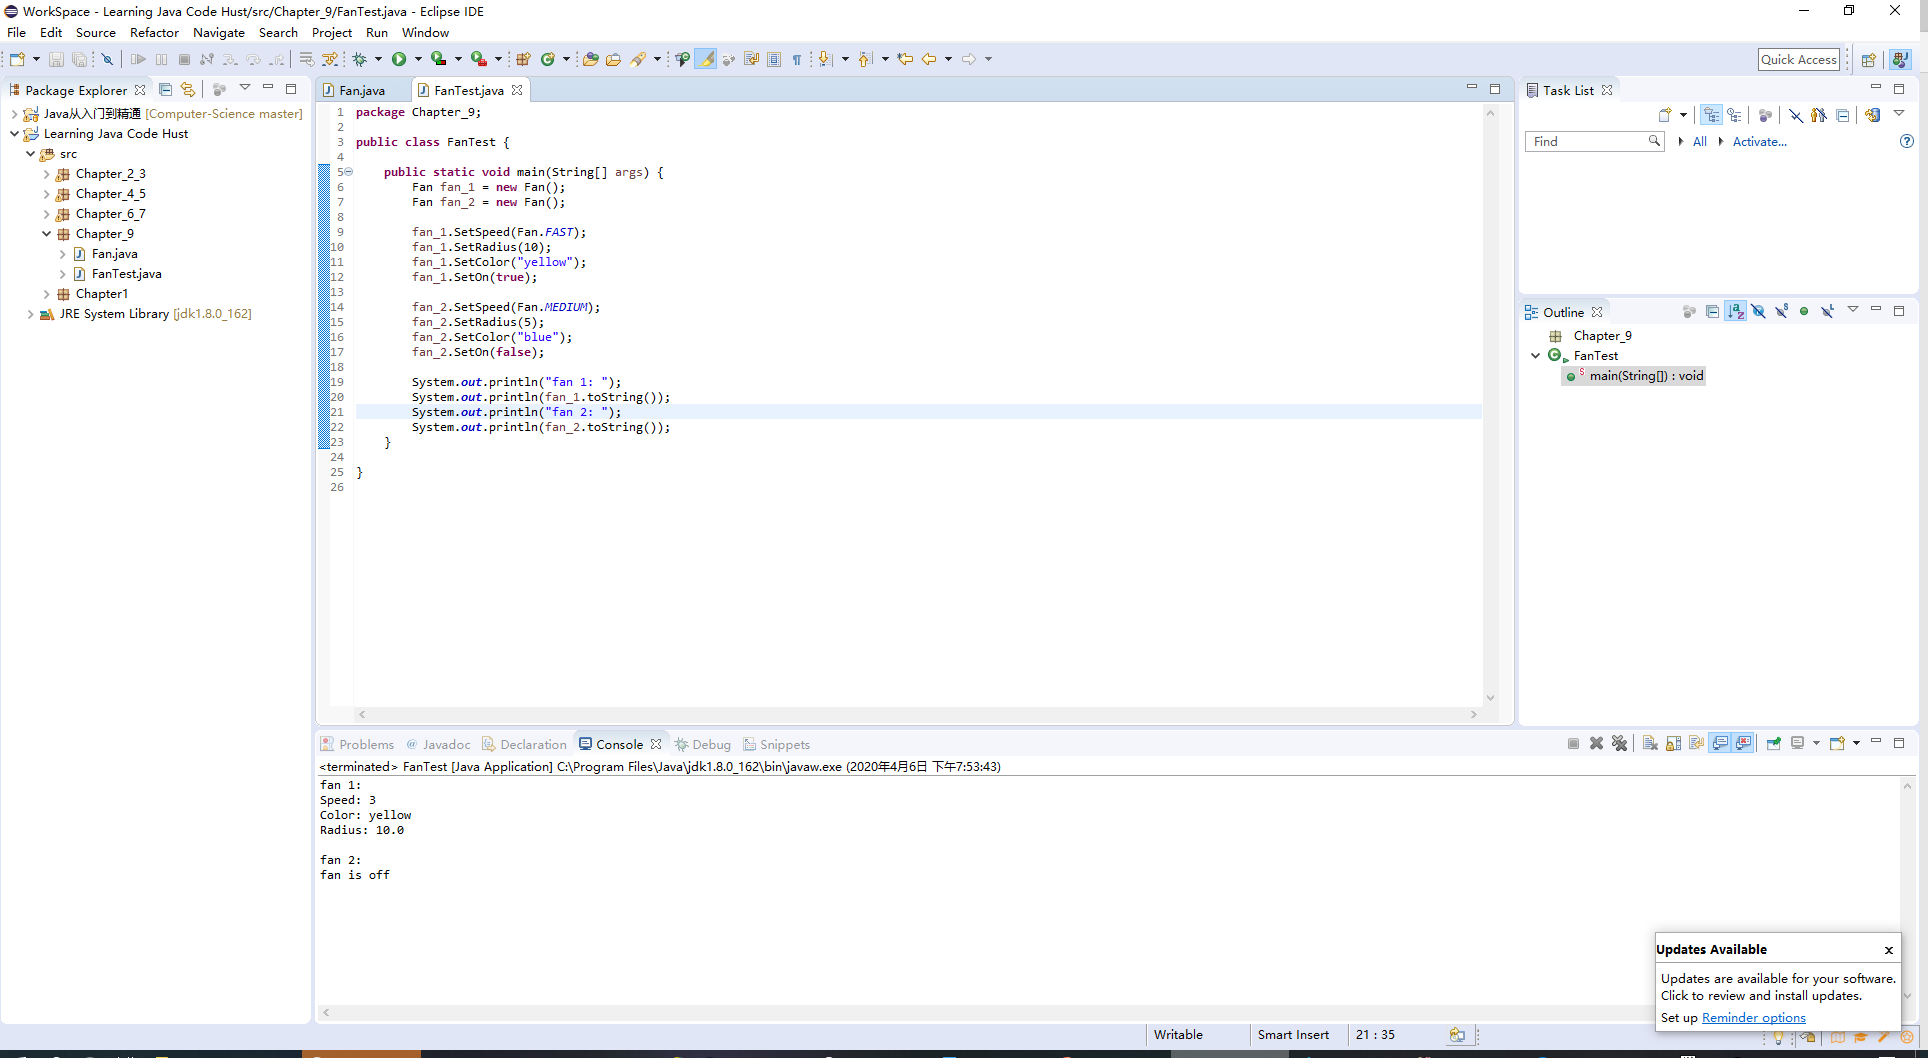 WorkSpace - Learning Java Code Hust/src/Chapter_9/FanTest.java - Eclipse IDE
File Edit Source Refactor Navigate Search Project Run Window
Quick Access
Package Explorer
Java从入门到精通 [Computer-Science master]
Learning Java Code Hust
src
Chapter_2_3
Chapter_4_5
Chapter_6_7
Chapter_9
Fan.java
FanTest.java
Chapter1
JRE System Library [jdk1.8.0_162]
Fan.java FanTest.java
1 package Chapter_9;
2
3 public class FanTest {
4
5 public static void main(String[] args) {
6 Fan fan_1 = new Fan();
7 Fan fan_2 = new Fan();
8
9 fan_1.SetSpeed(Fan.FAST);
10 fan_1.SetRadius(10);
11 fan_1.SetColor("yellow");
12 fan_1.SetOn(true);
13
14 fan_2.SetSpeed(Fan.MEDIUM);
15 fan_2.SetRadius(5);
16 fan_2.SetColor("blue");
17 fan_2.SetOn(false);
18
19 System.out.println("fan 1: ");
20 System.out.println(fan_1.toString());
21 System.out.println("fan 2: ");
22 System.out.println(fan_2.toString());
23 }
24
25 }
26
Task List
Find All Activate...
Outline
Chapter_9
FanTest
main(String[]) : void
Problems @ Javadoc Declaration Console Debug Snippets
<terminated> FanTest [Java Application] C:\Program Files\Java\jdk1.8.0_162\bin\javaw.exe (2020年4月6日 下午7:53:43)
fan 1:
Speed: 3
Color: yellow
Radius: 10.0
fan 2:
fan is off
Updates Available x
Updates are available for your software.
Click to review and install updates.
Set up Reminder options
Writable Smart Insert 21 : 35